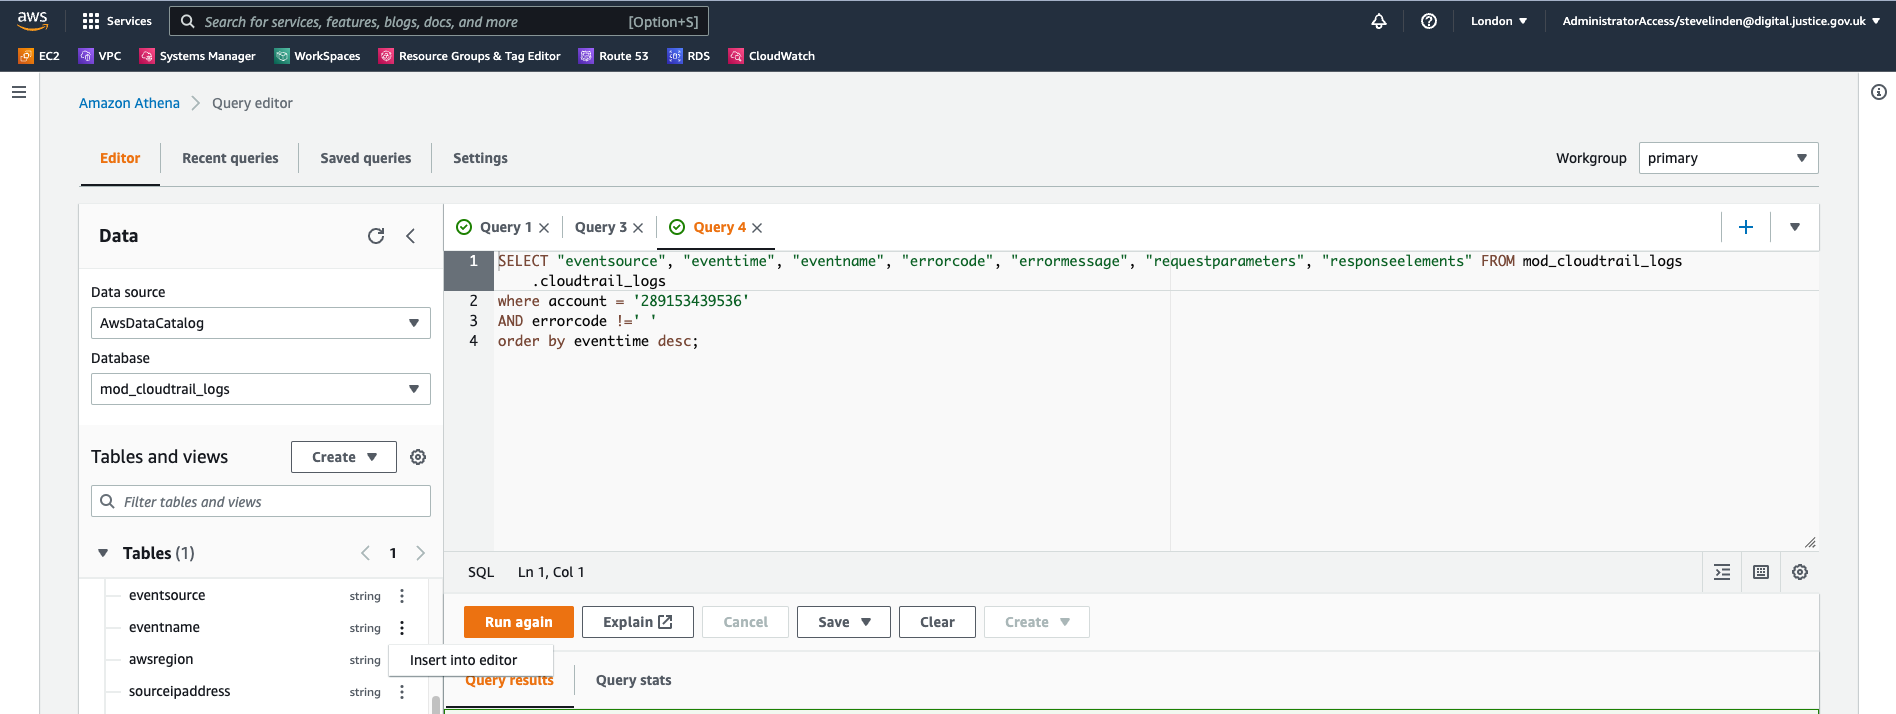 aws
Services
Search for services, features, blogs, docs, and more [Option+S]
London
AdministratorAccess/stevelinden@digital.justice.gov.uk
EC2 VPC Systems Manager WorkSpaces Resource Groups & Tag Editor Route 53 RDS CloudWatch
Amazon Athena Query editor
Editor Recent queries Saved queries Settings
Workgroup primary
Data
Data source
AwsDataCatalog
Database
mod_cloudtrail_logs
Tables and views Create
Filter tables and views
Tables (1) 1
eventsource string
eventname string
awsregion string
sourceipaddress string
Insert into editor
Query 1 Query 3 Query 4
1 SELECT "eventsource", "eventtime", "eventname", "errorcode", "errormessage", "requestparameters", "responseelements" FROM mod_cloudtrail_logs
.cloudtrail_logs
2 where account = '289153439536'
3 AND errorcode !=' '
4 order by eventtime desc;
SQL Ln 1, Col 1
Run again Explain Cancel Save Clear Create
Query results Query stats